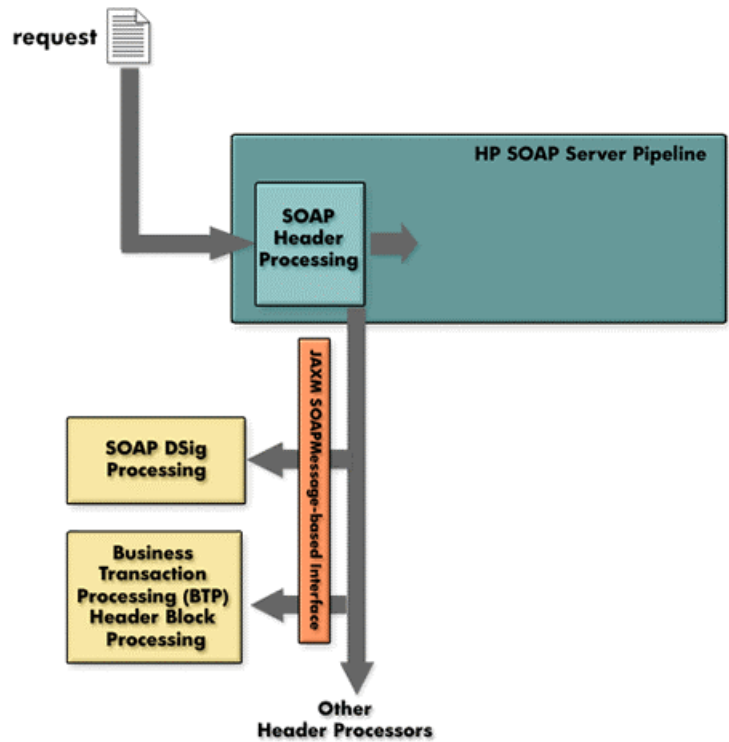 request
HP SOAP Server Pipeline
SOAP
Header
Processing
JAXM SOAPMessage-based Interface
SOAP DSig
Processing
Business
Transaction
Processing (BTP)
Header Block
Processing
Other
Header Processors